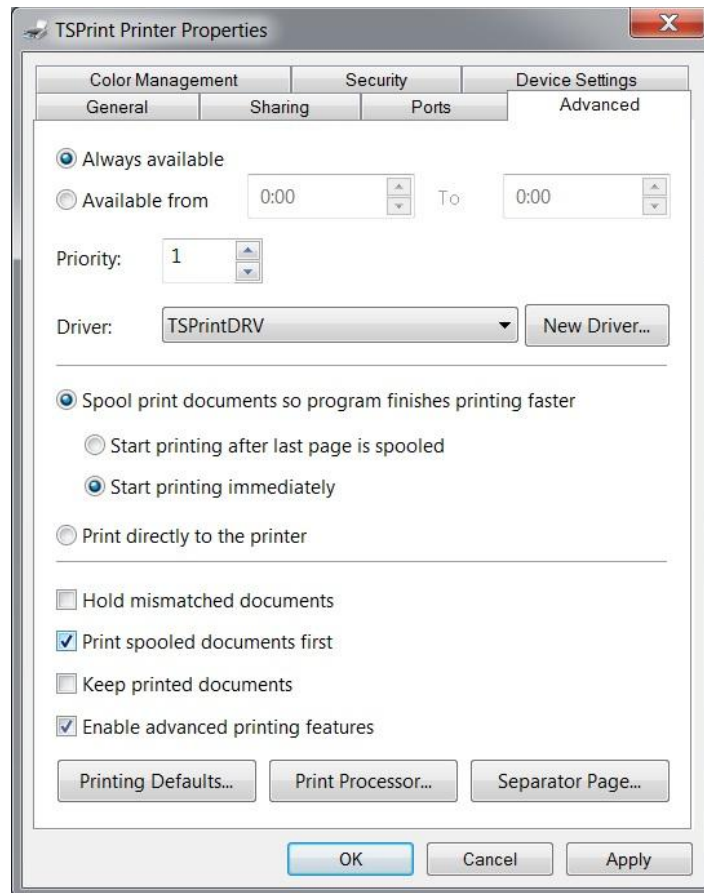 TSPrint Printer Properties
Color Management Security Device Settings
General Sharing Ports Advanced
Always available
Available from 0:00 To 0:00
Priority: 1
Driver: TSPrintDRV New Driver...
Spool print documents so program finishes printing faster
Start printing after last page is spooled
Start printing immediately
Print directly to the printer
Hold mismatched documents
Print spooled documents first
Keep printed documents
Enable advanced printing features
Printing Defaults... Print Processor... Separator Page...
OK Cancel Apply